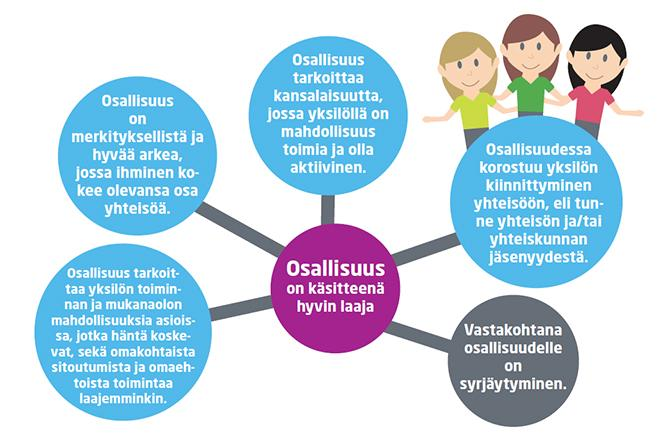 Osallisuus
on
merkityksellistä ja
hyvää arkea,
jossa ihminen ko-
kee olevansa osa
yhteisöä.
Osallisuus
tarkoittaa
kansalaisuutta,
jossa yksilöllä on
mahdollisuus
toimia ja olla
aktiivinen.
Osallisuudessa
korostuu yksilön
kiinnittyminen
yhteisöön, eli tun-
ne yhteisön ja/tai
yhteiskunnan
jäsenyydestä.
Osallisuus
on käsitteenä
hyvin laaja
Osallisuus tarkoit-
taa yksilön toimin-
nan ja mukanaolon
mahdollisuuksia asiois-
sa, jotka häntä koske-
vat, sekä omakohtaista
sitoutumista ja omaeh-
toista toimintaa
laajemminkin.
Vastakohtana
osallisuudelle
on
syrjäytyminen.